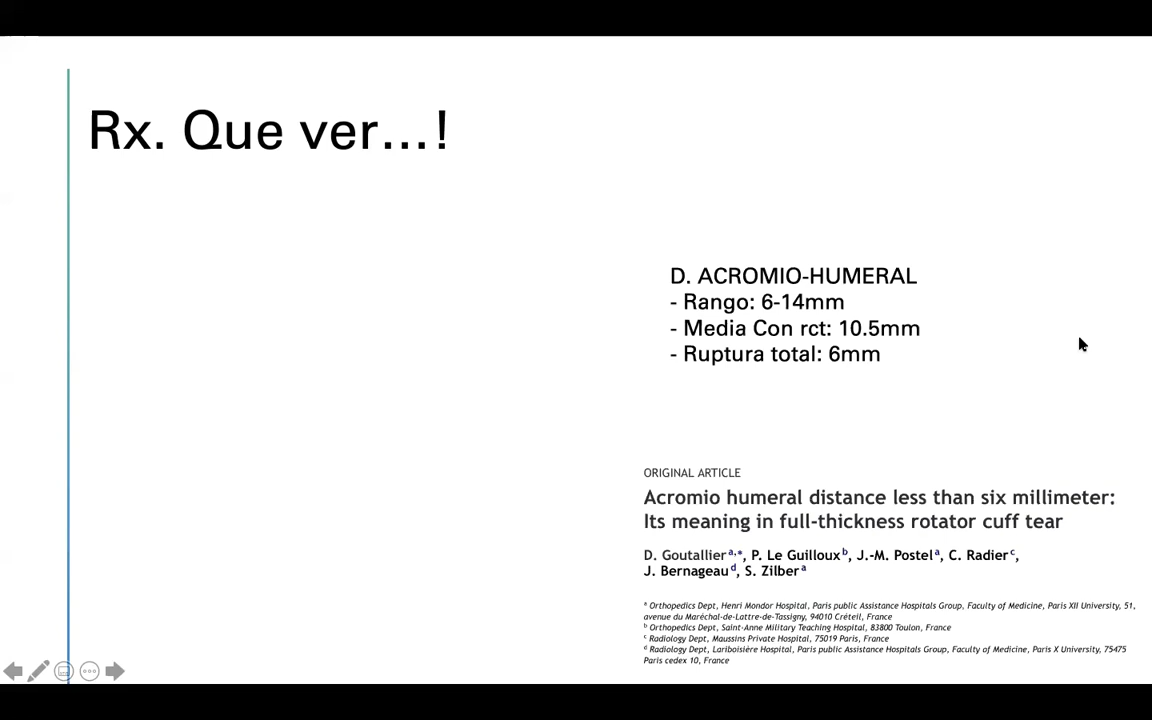 Rx. Que ver...!
D. ACROMIO-HUMERAL
- Rango: 6-14mm
- Media Con rct: 10.5mm
- Ruptura total: 6mm
ORIGINAL ARTICLE
Acromio humeral distance less than six millimeter:
Its meaning in full-thickness rotator cuff tear
D. Goutallier a,*, P. Le Guilloux b, J.-M. Postel a, C. Radier c,
J. Bernageau d, S. Zilber a
a Orthopedics Dept, Henri Mondor Hospital, Paris public Assistance Hospitals Group, Faculty of Medicine, Paris XII University, 51,
avenue du Maréchal-de-Lattre-de-Tassigny, 94010 Créteil, France
b Orthopedics Dept, Saint-Anne Military Teaching Hospital, 83800 Toulon, France
c Radiology Dept, Maussins Private Hospital, 75019 Paris, France
d Radiology Dept, Lariboisière Hospital, Paris public Assistance Hospitals Group, Faculty of Medicine, Paris X University, 75475
Paris cedex 10, France